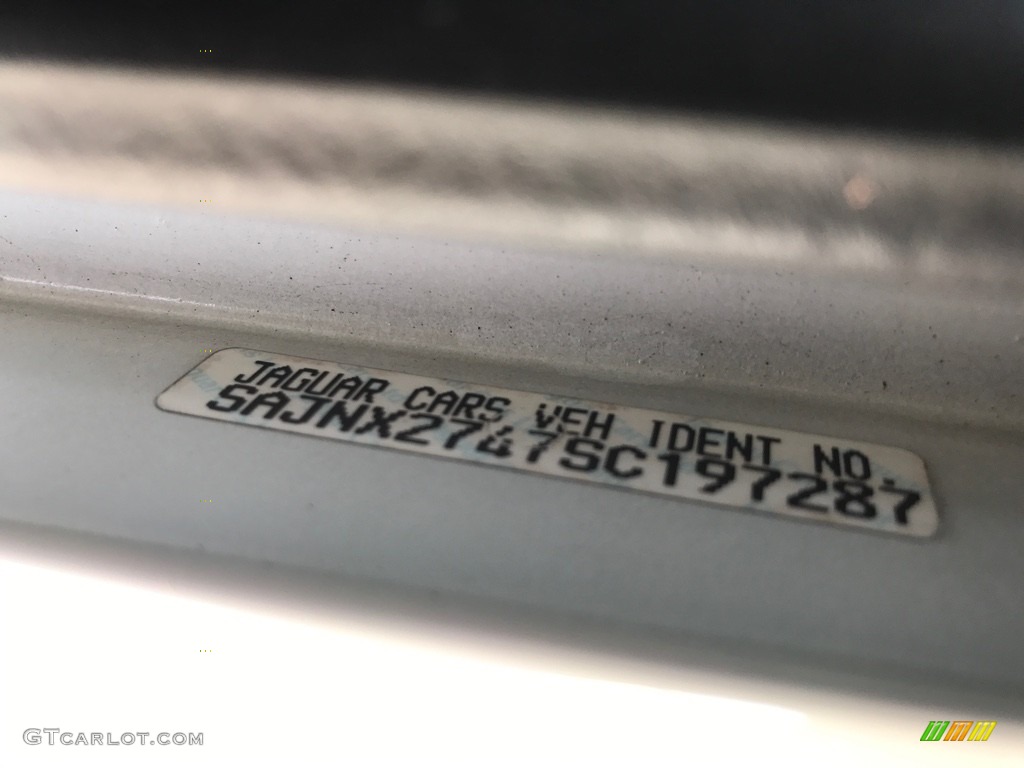 JAGUAR CARS VEH IDENT NO.
SAJNX2747SC197287
GTcarlot.com